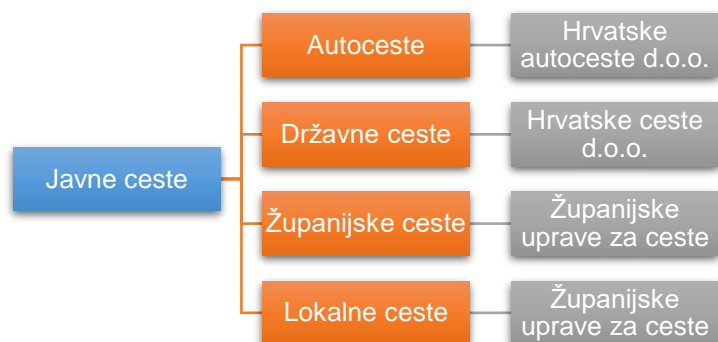 Javne ceste
Autoceste
Hrvatske
autoceste d.o.o.
Državne ceste
Hrvatske ceste
d.o.o.
Županijske ceste
Županijske
uprave za ceste
Lokalne ceste
Županijske
uprave za ceste